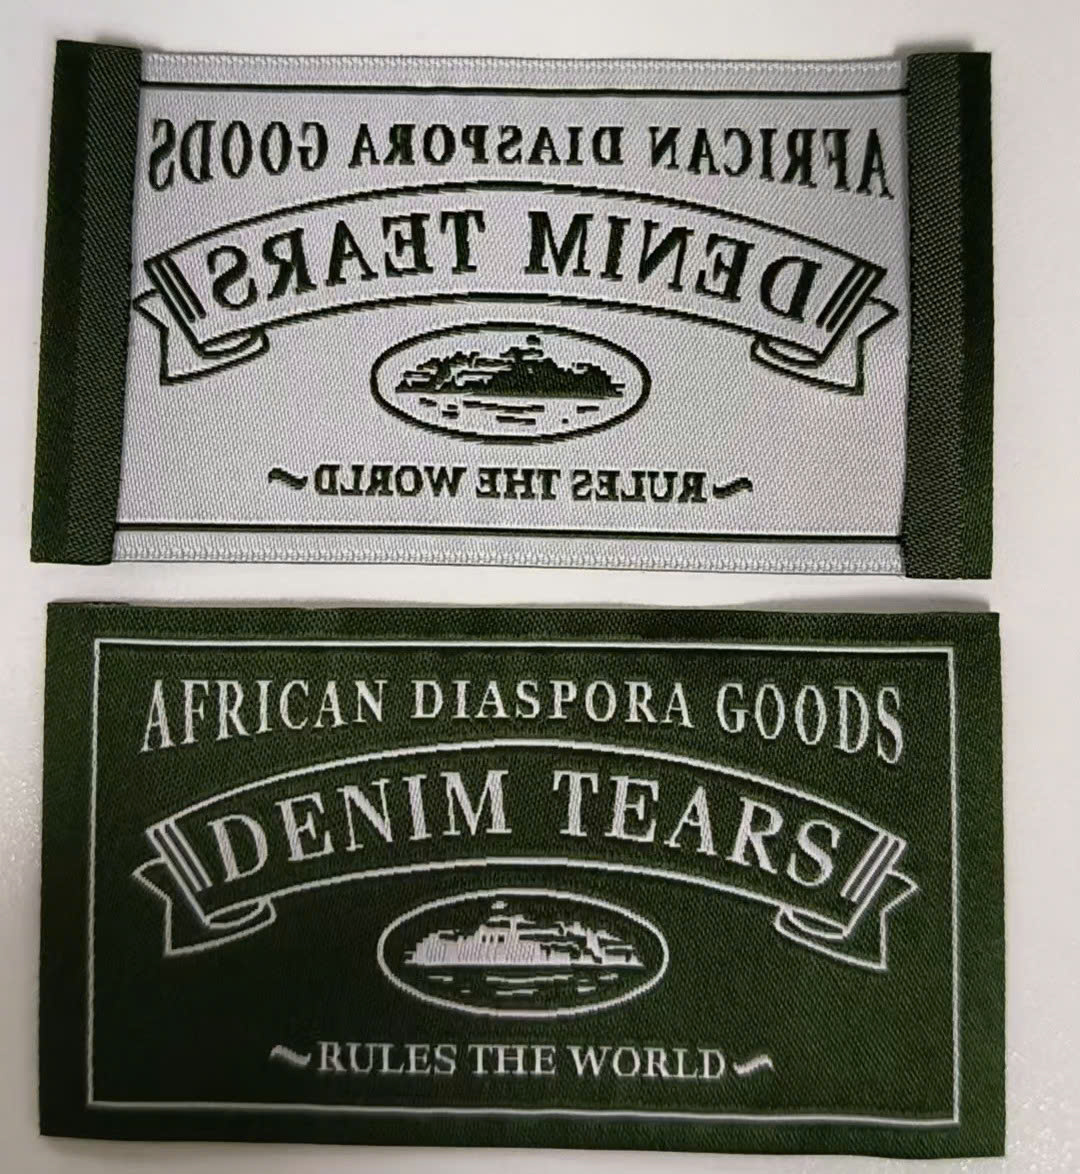 AFRICAN DIASPORA GOODS
DENIM TEARS
~RULES THE WORLD~
AFRICAN DIASPORA GOODS
DENIM TEARS
~RULES THE WORLD~